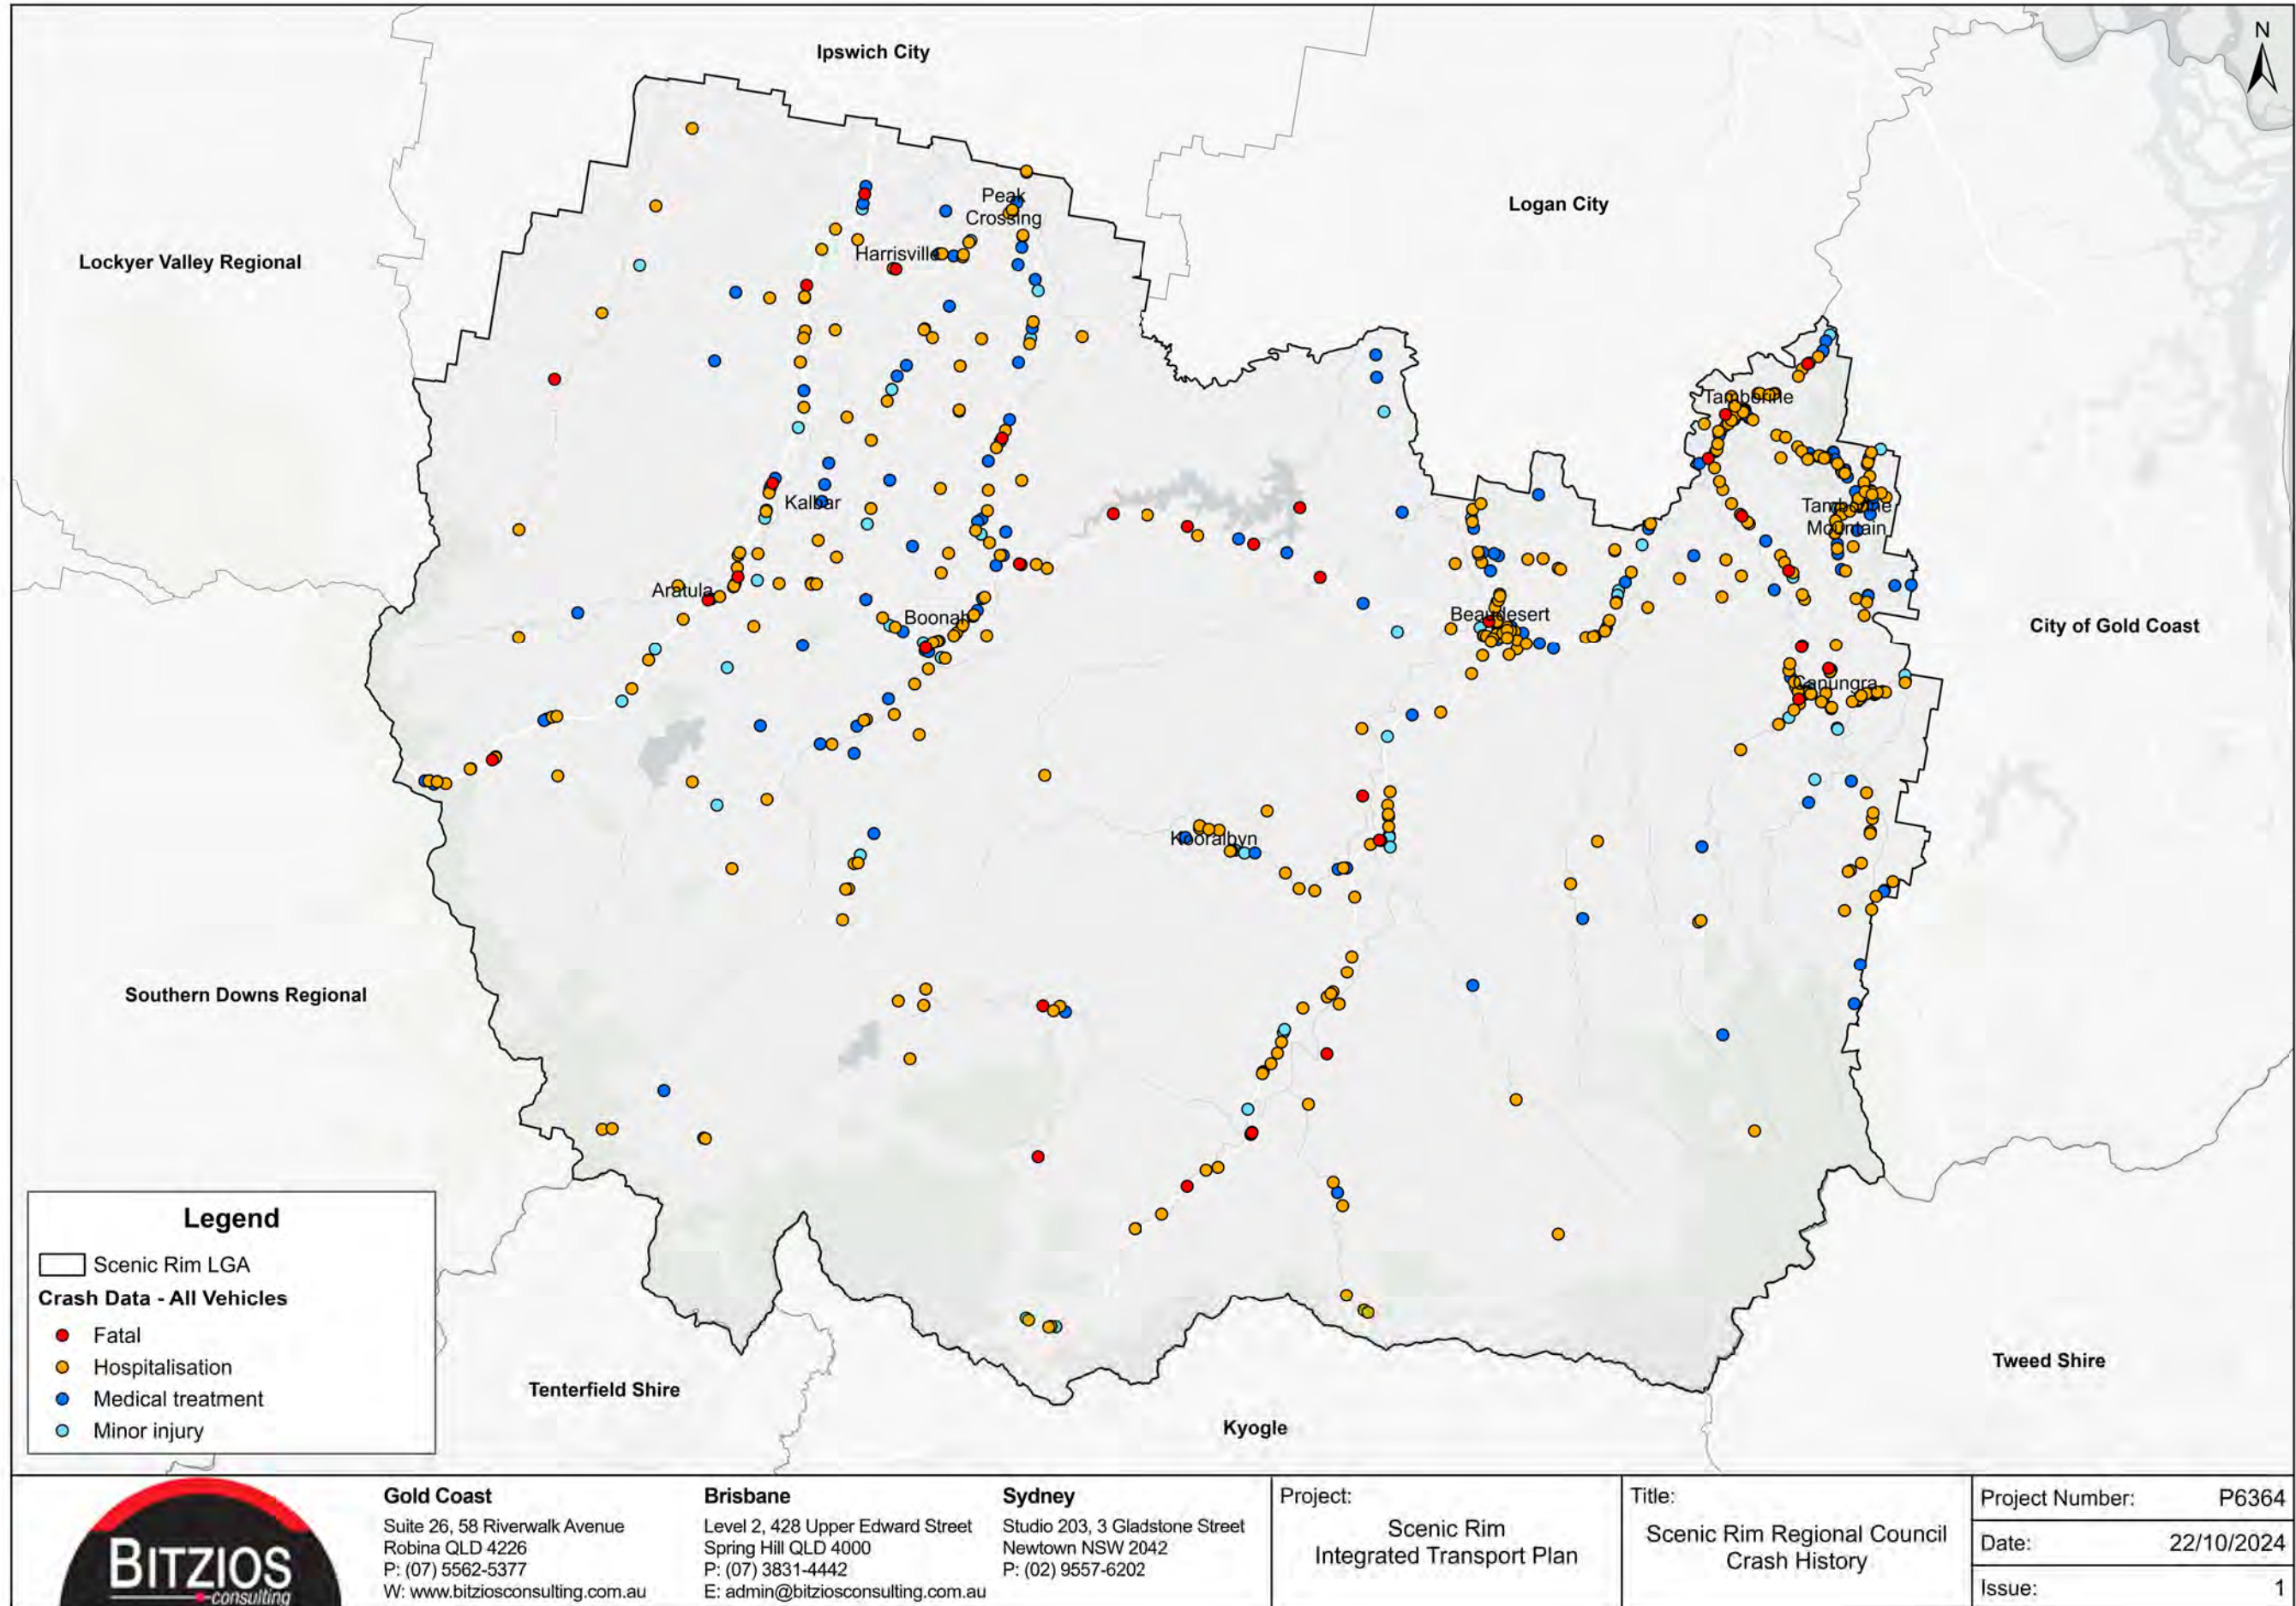 N
Ipswich City
Logan City
Lockyer Valley Regional
Peak
Crossing
Harrisville
Tamborine
Kalbar
Tamborine
Mountain
Aratula
Boonah
Beaudesert
City of Gold Coast
Canungra
Kooralbyn
Southern Downs Regional
Legend
Scenic Rim LGA
Crash Data - All Vehicles
Fatal
Hospitalisation
Medical treatment
Minor injury
Tenterfield Shire
Kyogle
Tweed Shire
BITZIOS
consulting
Gold Coast
Suite 26, 58 Riverwalk Avenue
Robina QLD 4226
P: (07) 5562-5377
W: www.bitziosconsulting.com.au
Brisbane
Level 2, 428 Upper Edward Street
Spring Hill QLD 4000
P: (07) 3831-4442
E: admin@bitziosconsulting.com.au
Sydney
Studio 203, 3 Gladstone Street
Newtown NSW 2042
P: (02) 9557-6202
Project:
Scenic Rim
Integrated Transport Plan
Title:
Scenic Rim Regional Council
Crash History
Project Number: P6364
Date: 22/10/2024
Issue: 1